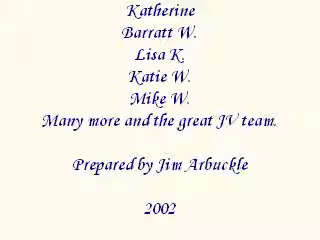 Katherine
Barratt W.
Lisa K.
Katie W.
Mike W.
Many more and the great JV team.
Prepared by Jim Arbuckle
2002